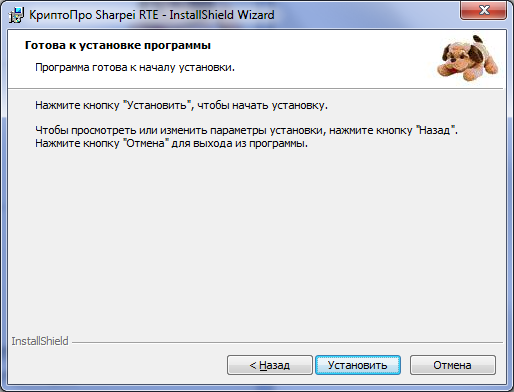 КриптоПро Sharpei RTE - InstallShield Wizard
Готова к установке программы
Программа готова к началу установки.
Нажмите кнопку "Установить", чтобы начать установку.
Чтобы просмотреть или изменить параметры установки, нажмите кнопку "Назад".
Нажмите кнопку "Отмена" для выхода из программы.
InstallShield
< Назад
Установить
Отмена